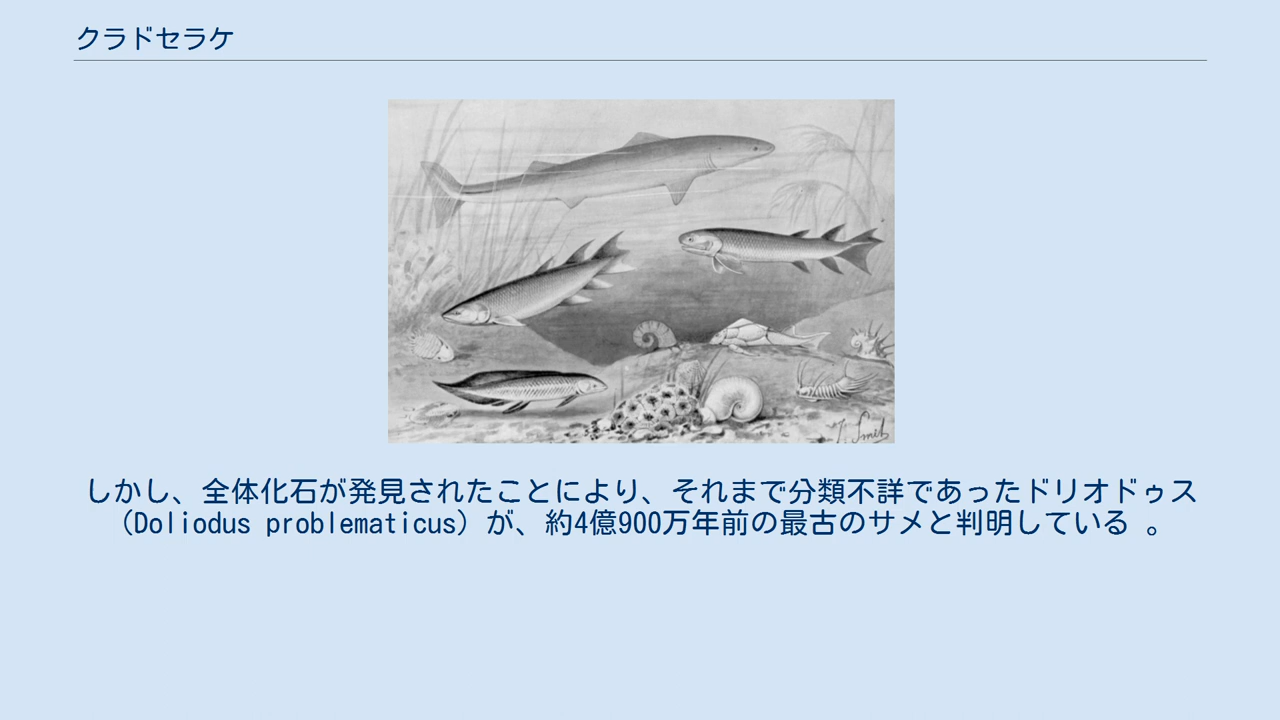 クラドセラケ
J. Smit
しかし、全体化石が発見されたことにより、それまで分類不詳であったドリオドゥス
（Doliodus problematicus）が、約4億900万年前の最古のサメと判明している 。